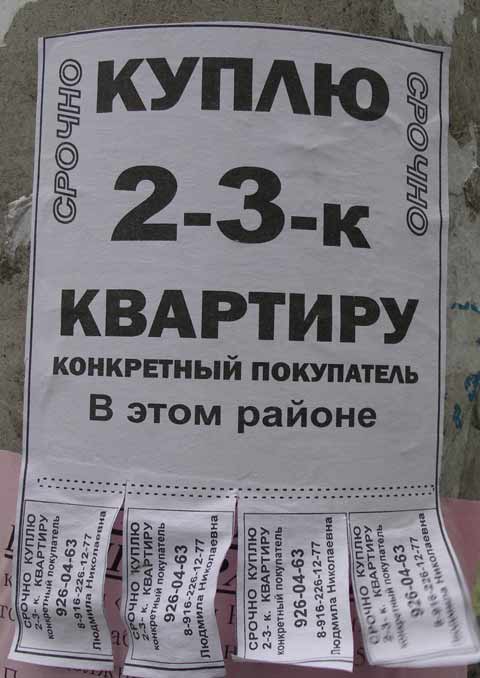 СРОЧНО
КУПЛЮ
СРОЧНО
2-3-к
КВАРТИРУ
КОНКРЕТНЫЙ ПОКУПАТЕЛЬ
В этом районе
СРОЧНО КУПЛЮ
2-3- к. КВАРТИРУ
конкретный покупатель
926-04-63
8-916-226-12-77
Людмила Николаевна
СРОЧНО КУПЛЮ
2-3- к. КВАРТИРУ
конкретный покупатель
926-04-63
8-916-226-12-77
Людмила Николаевна
СРОЧНО КУПЛЮ
2-3- к. КВАРТИРУ
конкретный покупатель
926-04-63
8-916-226-12-77
Людмила Николаевна
СРОЧНО КУПЛЮ
2-3- к. КВАРТИРУ
конкретный покупатель
926-04-63
8-916-226-12-77
Людмила Николаевна